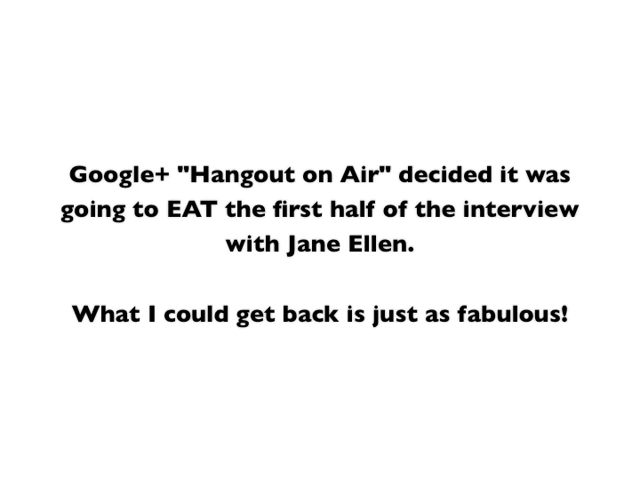 Google+ "Hangout on Air" decided it was
going to EAT the first half of the interview
with Jane Ellen.
What I could get back is just as fabulous!